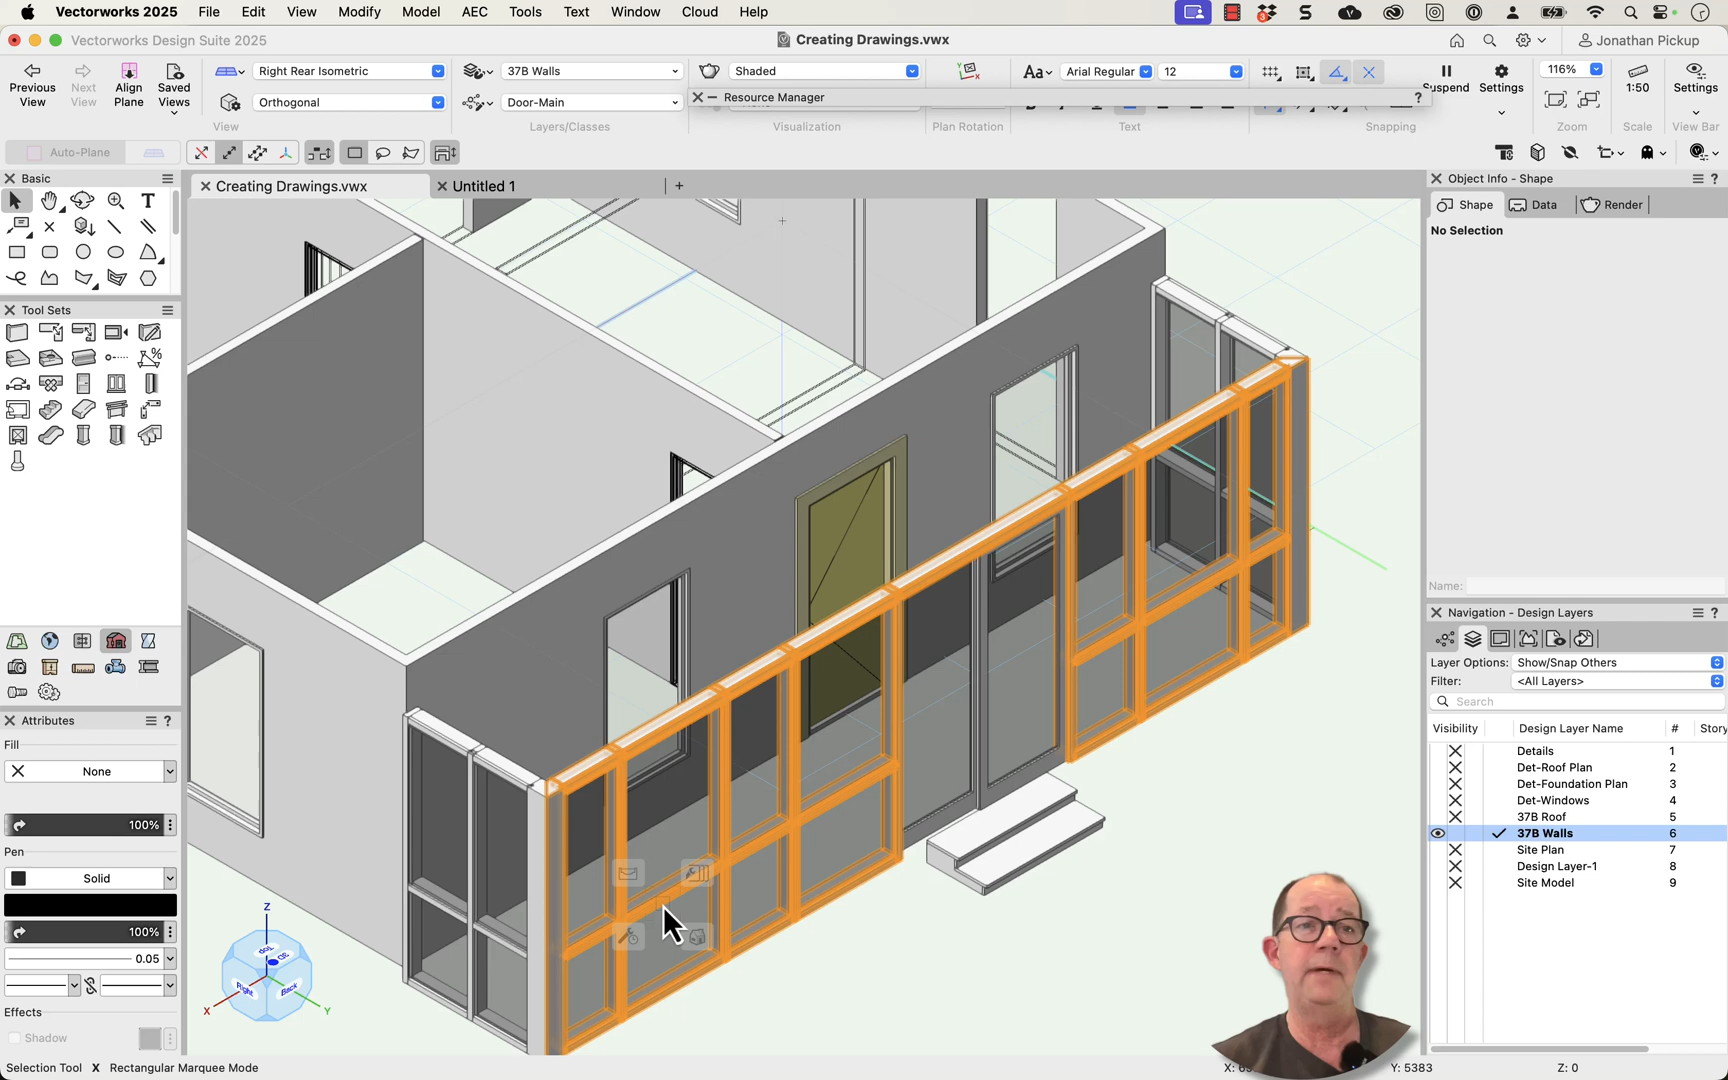 Vectorworks 2025 File Edit View Modify Model AEC Tools Text Window Cloud Help
3
Vectorworks Design Suite 2025
Creating Drawings.vwx
Jonathan Pickup
Previous View
Next View
Align Plane
Saved Views
Right Rear Isometric
Orthogonal
View
37B Walls
Door-Main
Layers/Classes
Shaded
Visualization
Resource Manager
?
Plan Rotation
Aa
Arial Regular
12
Text
Suspend
Settings
Snapping
116%
Zoom
1:50
Scale
Settings
View Bar
Auto-Plane
Basic
Creating Drawings.vwx
Untitled 1
+
Object Info - Shape
?
Shape
Data
Render
No Selection
Name:
Tool Sets
Navigation - Design Layers
?
Layer Options: Show/Snap Others
Filter: <All Layers>
Search
Visibility Design Layer Name # Story
Details 1
Det-Roof Plan 2
Det-Foundation Plan 3
Det-Windows 4
37B Roof 5
37B Walls 6
Site Plan 7
Design Layer-1 8
Site Model 9
Attributes
?
Fill
None
100%
Pen
Solid
100%
0.05
Effects
Shadow
Z
Top
Right
Back
X
Y
Selection Tool X Rectangular Marquee Mode
Y: 5383
Z: 0